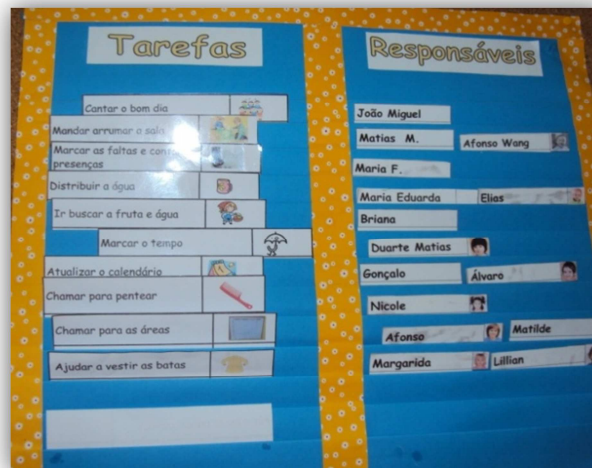 Tarefas
Cantar o bom dia
Mandar arrumar a sala
Marcar as faltas e
presenças
Distribuir a água
Ir buscar a fruta e água
Marcar o tempo
Atualizar o calendário
Chamar para pentear
Chamar para as áreas
Ajudar a vestir as batas
Responsáveis
João Miguel
Matias M. Afonso Wang
Maria F.
Maria Eduarda Elias
Briana
Duarte Matias
Gonçalo Álvaro
Nicole
Afonso Matilde
Margarida Lillian